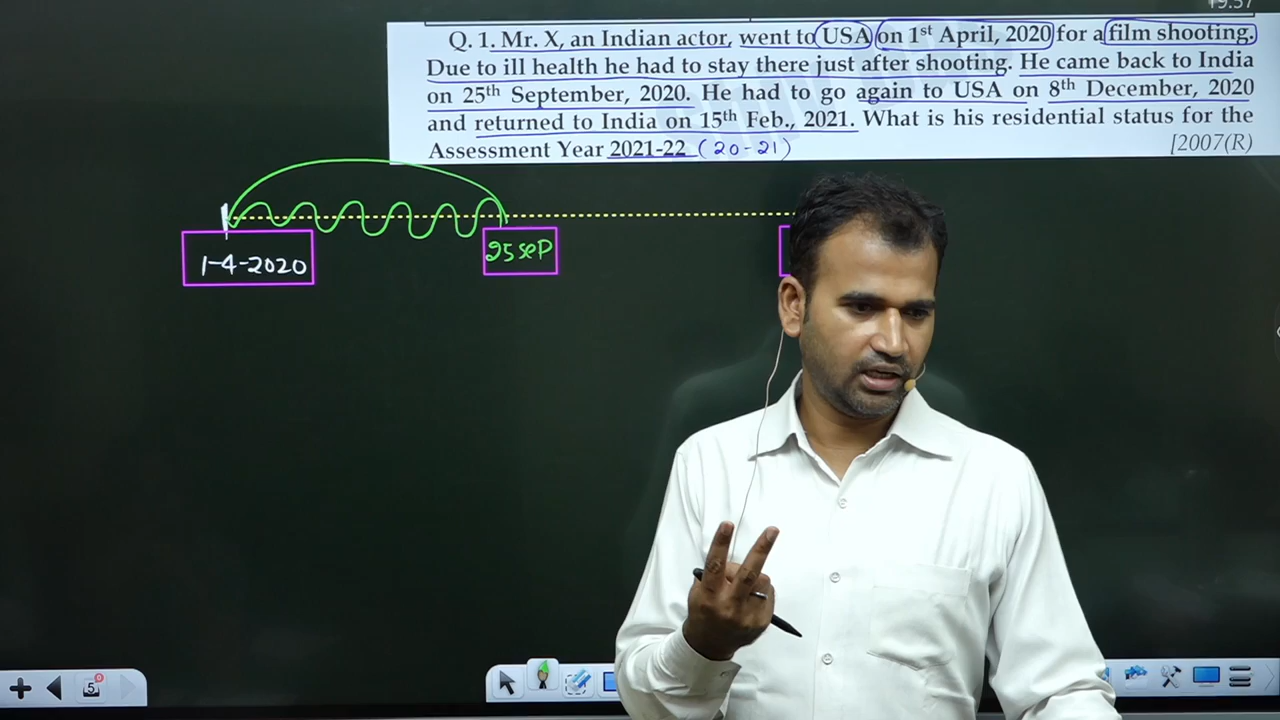 Q. 1. Mr. X, an Indian actor, went to USA on 1st April, 2020 for a film shooting.
Due to ill health he had to stay there just after shooting. He came back to India
on 25th September, 2020. He had to go again to USA on 8th December, 2020
and returned to India on 15th Feb., 2021. What is his residential status for the
Assessment Year 2021-22 (20-21) [2007(R)
1-4-2020
25 sep
5